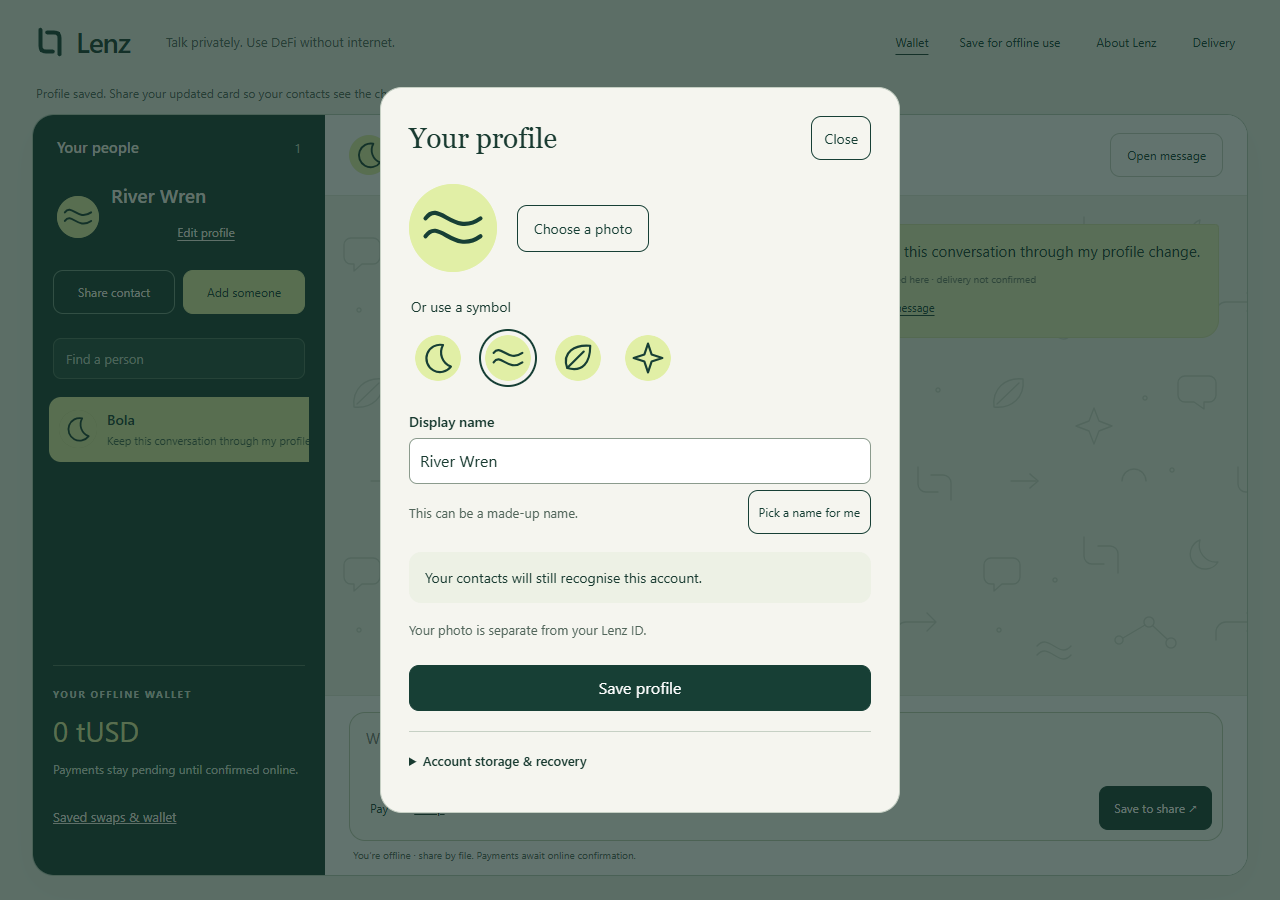 Lenz
Talk privately. Use DeFi without internet.
Wallet
Save for offline use
About Lenz
Delivery
Profile saved. Share your updated card so your contacts see the
Your people
1
River Wren
Edit profile
Share contact
Add someone
Find a person
Bola
Keep this conversation through my profile
YOUR OFFLINE WALLET
0 tUSD
Payments stay pending until confirmed online.
Saved swaps & wallet
Open message
this conversation through my profile change.
here · delivery not confirmed
Your profile
Close
Choose a photo
Or use a symbol
Display name
River Wren
This can be a made-up name.
Pick a name for me
Your contacts will still recognise this account.
Your photo is separate from your Lenz ID.
Save profile
Account storage & recovery
Pay
Save to share ↗
You're offline · share by file. Payments await online confirmation.